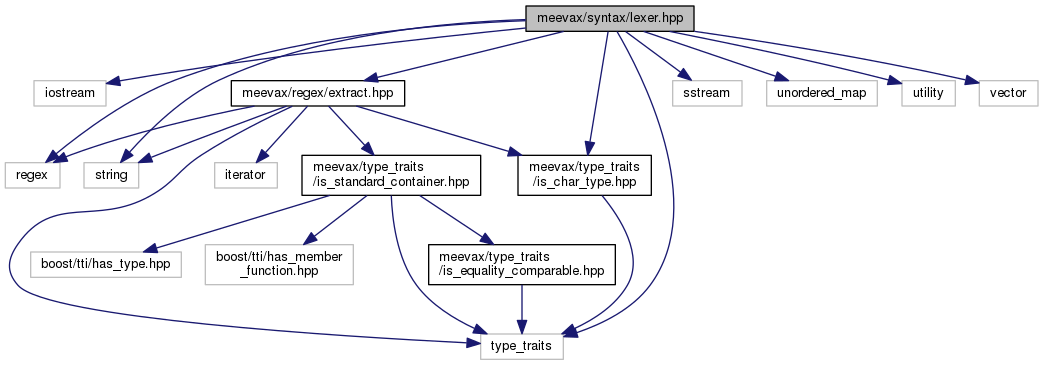 meevax/syntax/lexer.hpp
iostream
meevax/regex/extract.hpp
sstream
unordered_map
utility
vector
regex
string
iterator
meevax/type_traits
/is_standard_container.hpp
meevax/type_traits
/is_char_type.hpp
boost/tti/has_type.hpp
boost/tti/has_member
_function.hpp
meevax/type_traits
/is_equality_comparable.hpp
type_traits